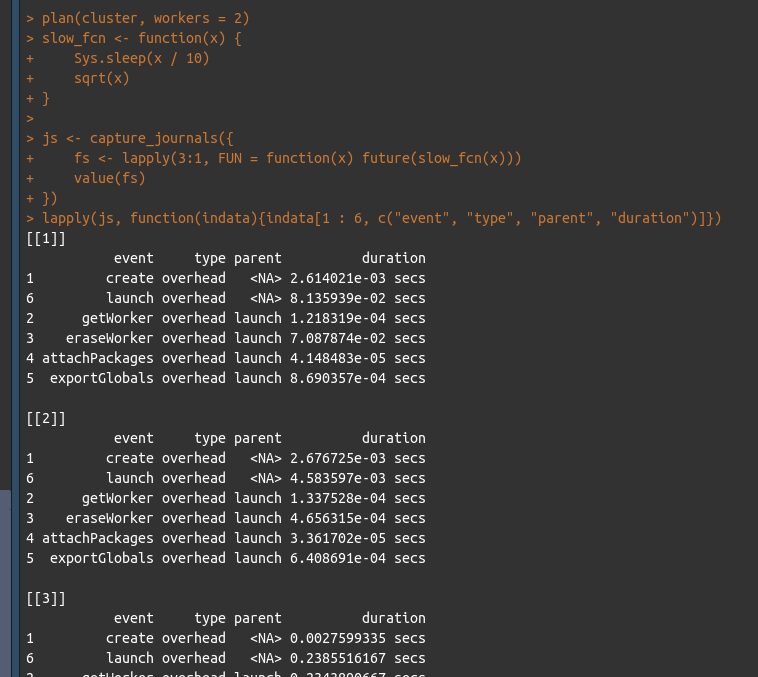 > plan(cluster, workers = 2)
> slow_fcn <- function(x) {
+     Sys.sleep(x / 10)
+     sqrt(x)
+ }
>
> js <- capture_journals({
+     fs <- lapply(3:1, FUN = function(x) future(slow_fcn(x)))
+     value(fs)
+ })
> lapply(js, function(indata){indata[1 : 6, c("event", "type", "parent", "duration")]})
[[1]]
           event     type parent         duration
1         create overhead   <NA> 2.614021e-03 secs
6         launch overhead   <NA> 8.135939e-02 secs
2      getWorker overhead launch 1.218319e-04 secs
3    eraseWorker overhead launch 7.087874e-02 secs
4 attachPackages overhead launch 4.148483e-05 secs
5  exportGlobals overhead launch 8.690357e-04 secs

[[2]]
           event     type parent         duration
1         create overhead   <NA> 2.676725e-03 secs
6         launch overhead   <NA> 4.583597e-03 secs
2      getWorker overhead launch 1.337528e-04 secs
3    eraseWorker overhead launch 4.656315e-04 secs
4 attachPackages overhead launch 3.361702e-05 secs
5  exportGlobals overhead launch 6.408691e-04 secs

[[3]]
           event     type parent         duration
1         create overhead   <NA> 0.0027599335 secs
6         launch overhead   <NA> 0.2385516167 secs
2      getWorker overhead launch